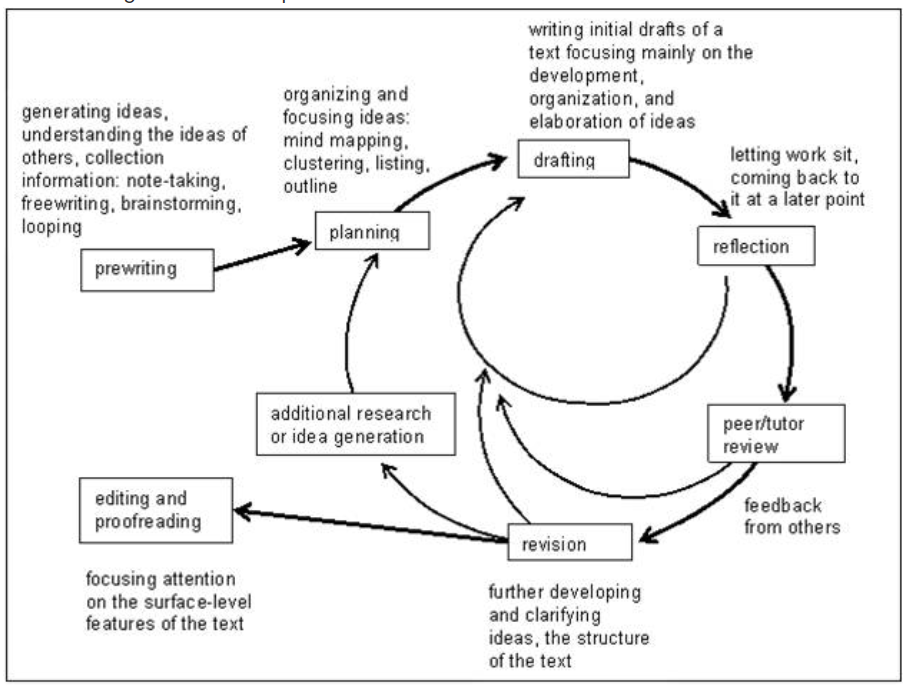 generating ideas,
understanding the ideas of
others, collection
information: note-taking,
freewriting, brainstorming,
looping
prewriting
organizing and
focusing ideas:
mind mapping,
clustering, listing,
outline
planning
writing initial drafts of a
text focusing mainly on the
development,
organization, and
elaboration of ideas
drafting
letting work sit,
coming back to
it at a later point
reflection
peer/tutor
review
feedback
from others
revision
further developing
and clarifying
ideas, the structure
of the text
additional research
or idea generation
editing and
proofreading
focusing attention
on the surface-level
features of the text